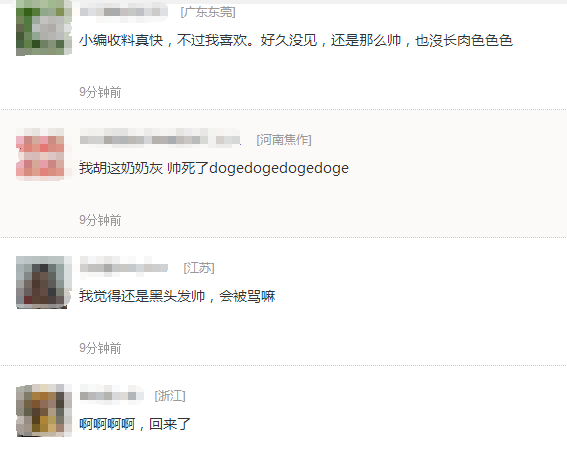 [广东东莞]
小编收料真快，不过我喜欢。好久没见，还是那么帅，也沒长肉色色色
9分钟前
[河南焦作]
我胡这奶奶灰 帅死了dogedogedogedoge
9分钟前
[江苏]
我觉得还是黑头发帅，会被骂嘛
9分钟前
[浙江]
啊啊啊啊，回来了